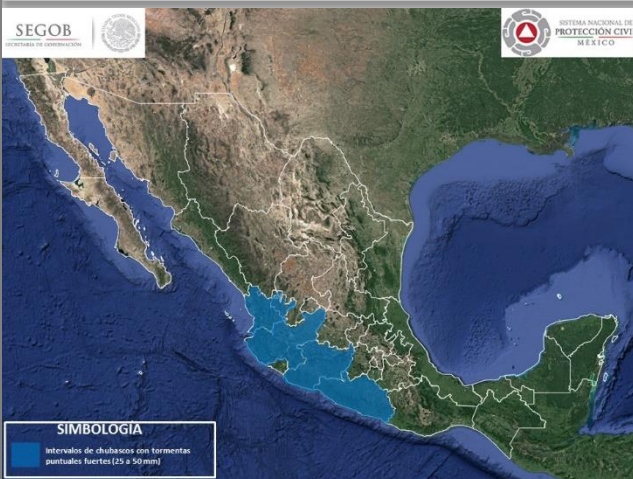 SEGOB
SECRETARÍA DE GOBERNACIÓN
SISTEMA NACIONAL DE
PROTECCIÓN CIVI
MÉXICO
SIMBOLOGIA
Intervalos de chubascos con tormentas
puntuales fuertes (25 a 50 mm)